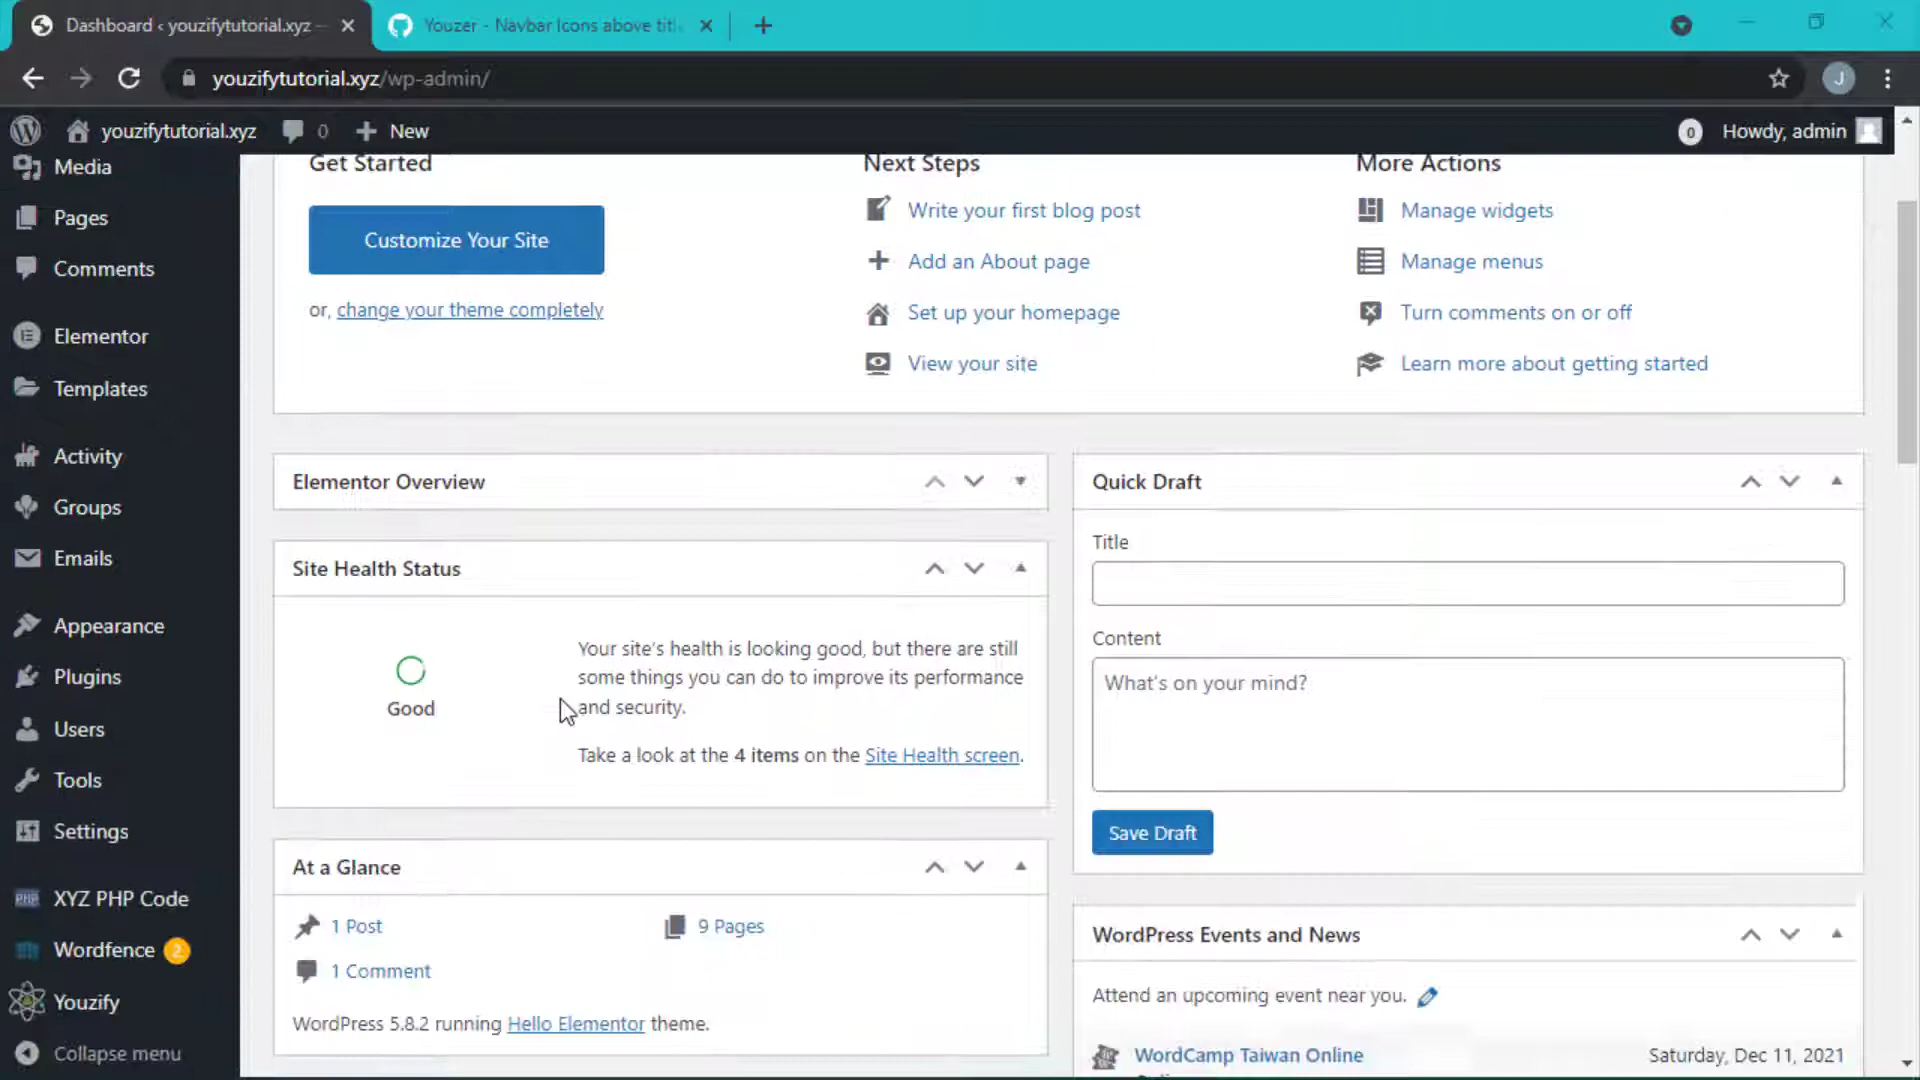 Dashboard ‹ youzifytutorial.xyz –
Youzer - Navbar Icons above titl
youzifytutorial.xyz/wp-admin/
J
youzifytutorial.xyz
0
New
0
Howdy, admin
Media
Pages
Comments
Elementor
Templates
Activity
Groups
Emails
Appearance
Plugins
Users
Tools
Settings
PHP
XYZ PHP Code
Wordfence 2
Youzify
Collapse menu
Get Started
Customize Your Site
or, change your theme completely
Next Steps
Write your first blog post
Add an About page
Set up your homepage
View your site
More Actions
Manage widgets
Manage menus
Turn comments on or off
Learn more about getting started
Elementor Overview
Site Health Status
Good
Your site's health is looking good, but there are still
some things you can do to improve its performance
and security.
Take a look at the 4 items on the Site Health screen.
At a Glance
1 Post
9 Pages
1 Comment
WordPress 5.8.2 running Hello Elementor theme.
Quick Draft
Title
Content
What's on your mind?
Save Draft
WordPress Events and News
Attend an upcoming event near you.
WordCamp Taiwan Online
Saturday, Dec 11, 2021